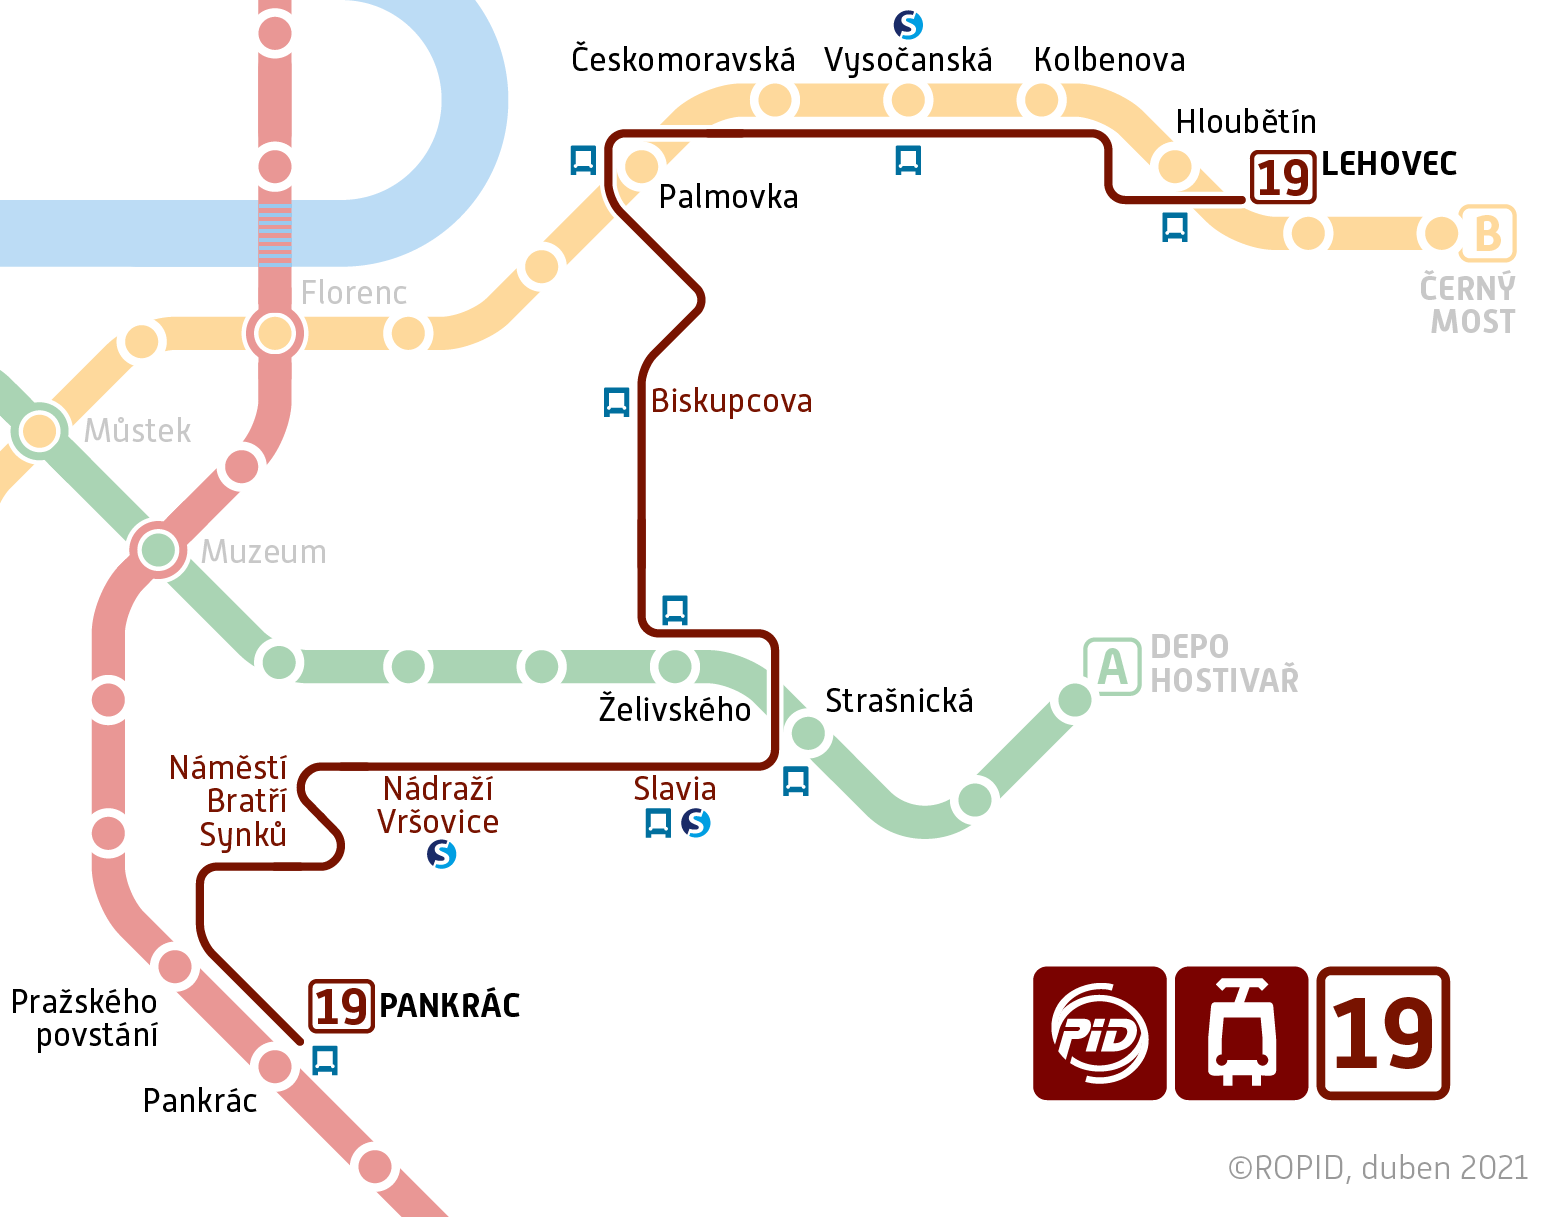 Českomoravská
Vysočanská
Kolbenova
Hloubětín
19 LEHOVEC
Palmovka
B
ČERNÝ
MOST
Florenc
Biskupcova
Můstek
Muzeum
A
DEPO
HOSTIVAŘ
Želivského
Strašnická
Náměstí
Bratří
Synků
Nádraží
Vršovice
Slavia
19 PANKRÁC
Pražského
povstání
Pankrác
PID
19
©ROPID, duben 2021